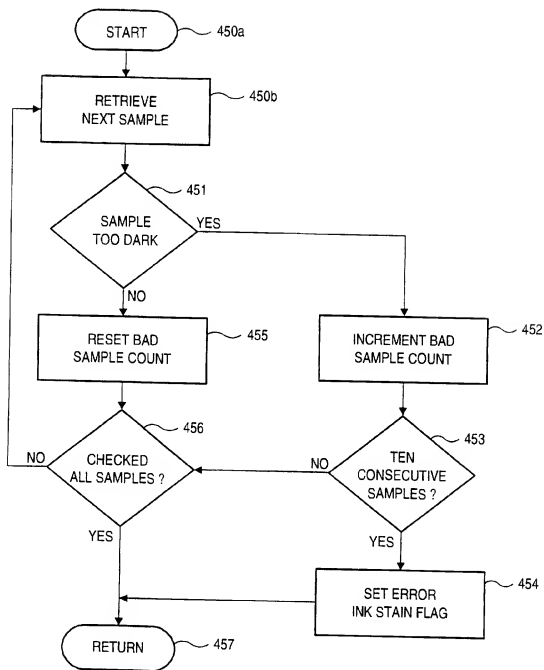 START
450a
RETRIEVE
NEXT SAMPLE
450b
451
SAMPLE
TOO DARK
YES
NO
RESET BAD
SAMPLE COUNT
455
INCREMENT BAD
SAMPLE COUNT
452
456
CHECKED
ALL SAMPLES ?
NO
YES
453
TEN
CONSECUTIVE
SAMPLES ?
NO
YES
SET ERROR
INK STAIN FLAG
454
RETURN
457